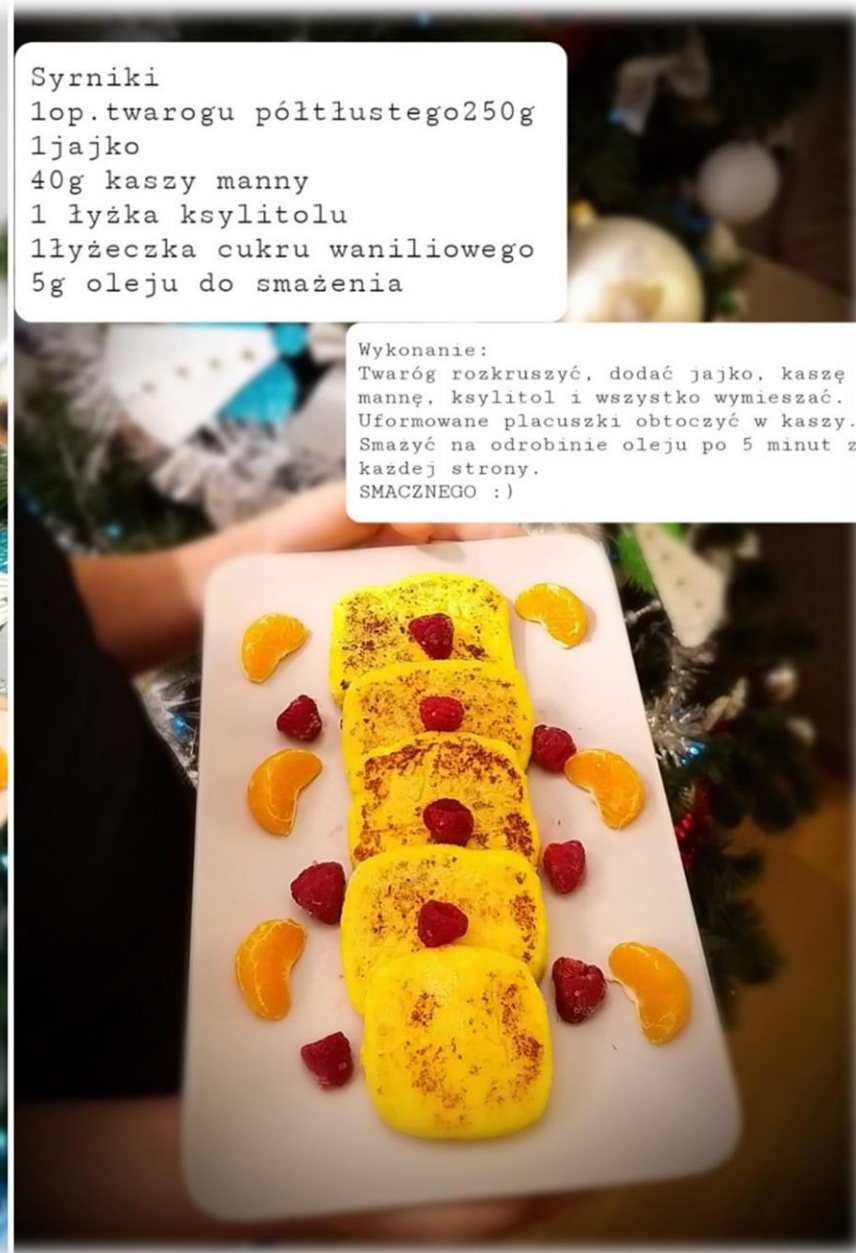 Syrniki
1op.twarogu półtłustego250g
1jajko
40g kaszy manny
1 łyżka ksylitolu
1łyżeczka cukru waniliowego
5g oleju do smażenia
Wykonanie:
Twaróg rozkruszyć, dodać jajko, kaszę
mannę, ksylitol i wszystko wymieszać.
Uformowane placuszki obtoczyć w kaszy.
Smażyć na odrobinie oleju po 5 minut z
każdej strony.
SMACZNEGO :)